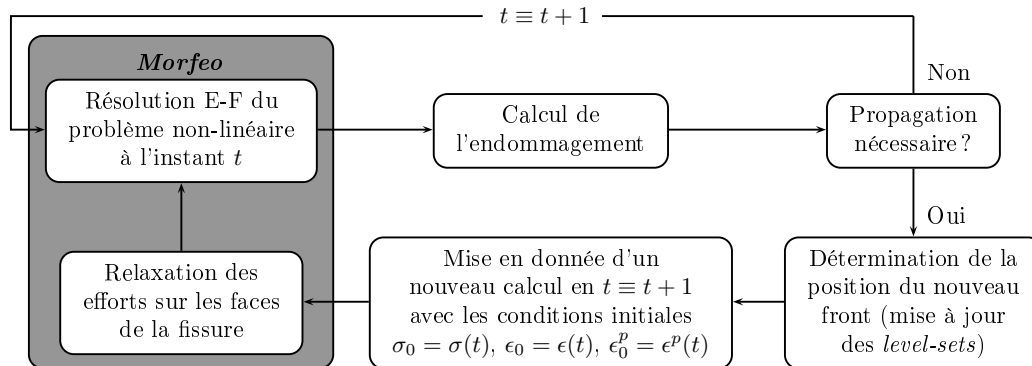 t ≡ t + 1
Morfeo
Résolution E-F du
problème non-linéaire
à l'instant t
Calcul de
l'endommagement
Non
Propagation
nécessaire ?
Oui
Relaxation des
efforts sur les faces
de la fissure
Mise en donnée d'un
nouveau calcul en t ≡ t + 1
avec les conditions initiales
σ₀ = σ(t), ϵ₀ = ϵ(t), ϵ₀ᵖ = ϵᵖ(t)
Détermination de la
position du nouveau
front (mise à jour
des level-sets)